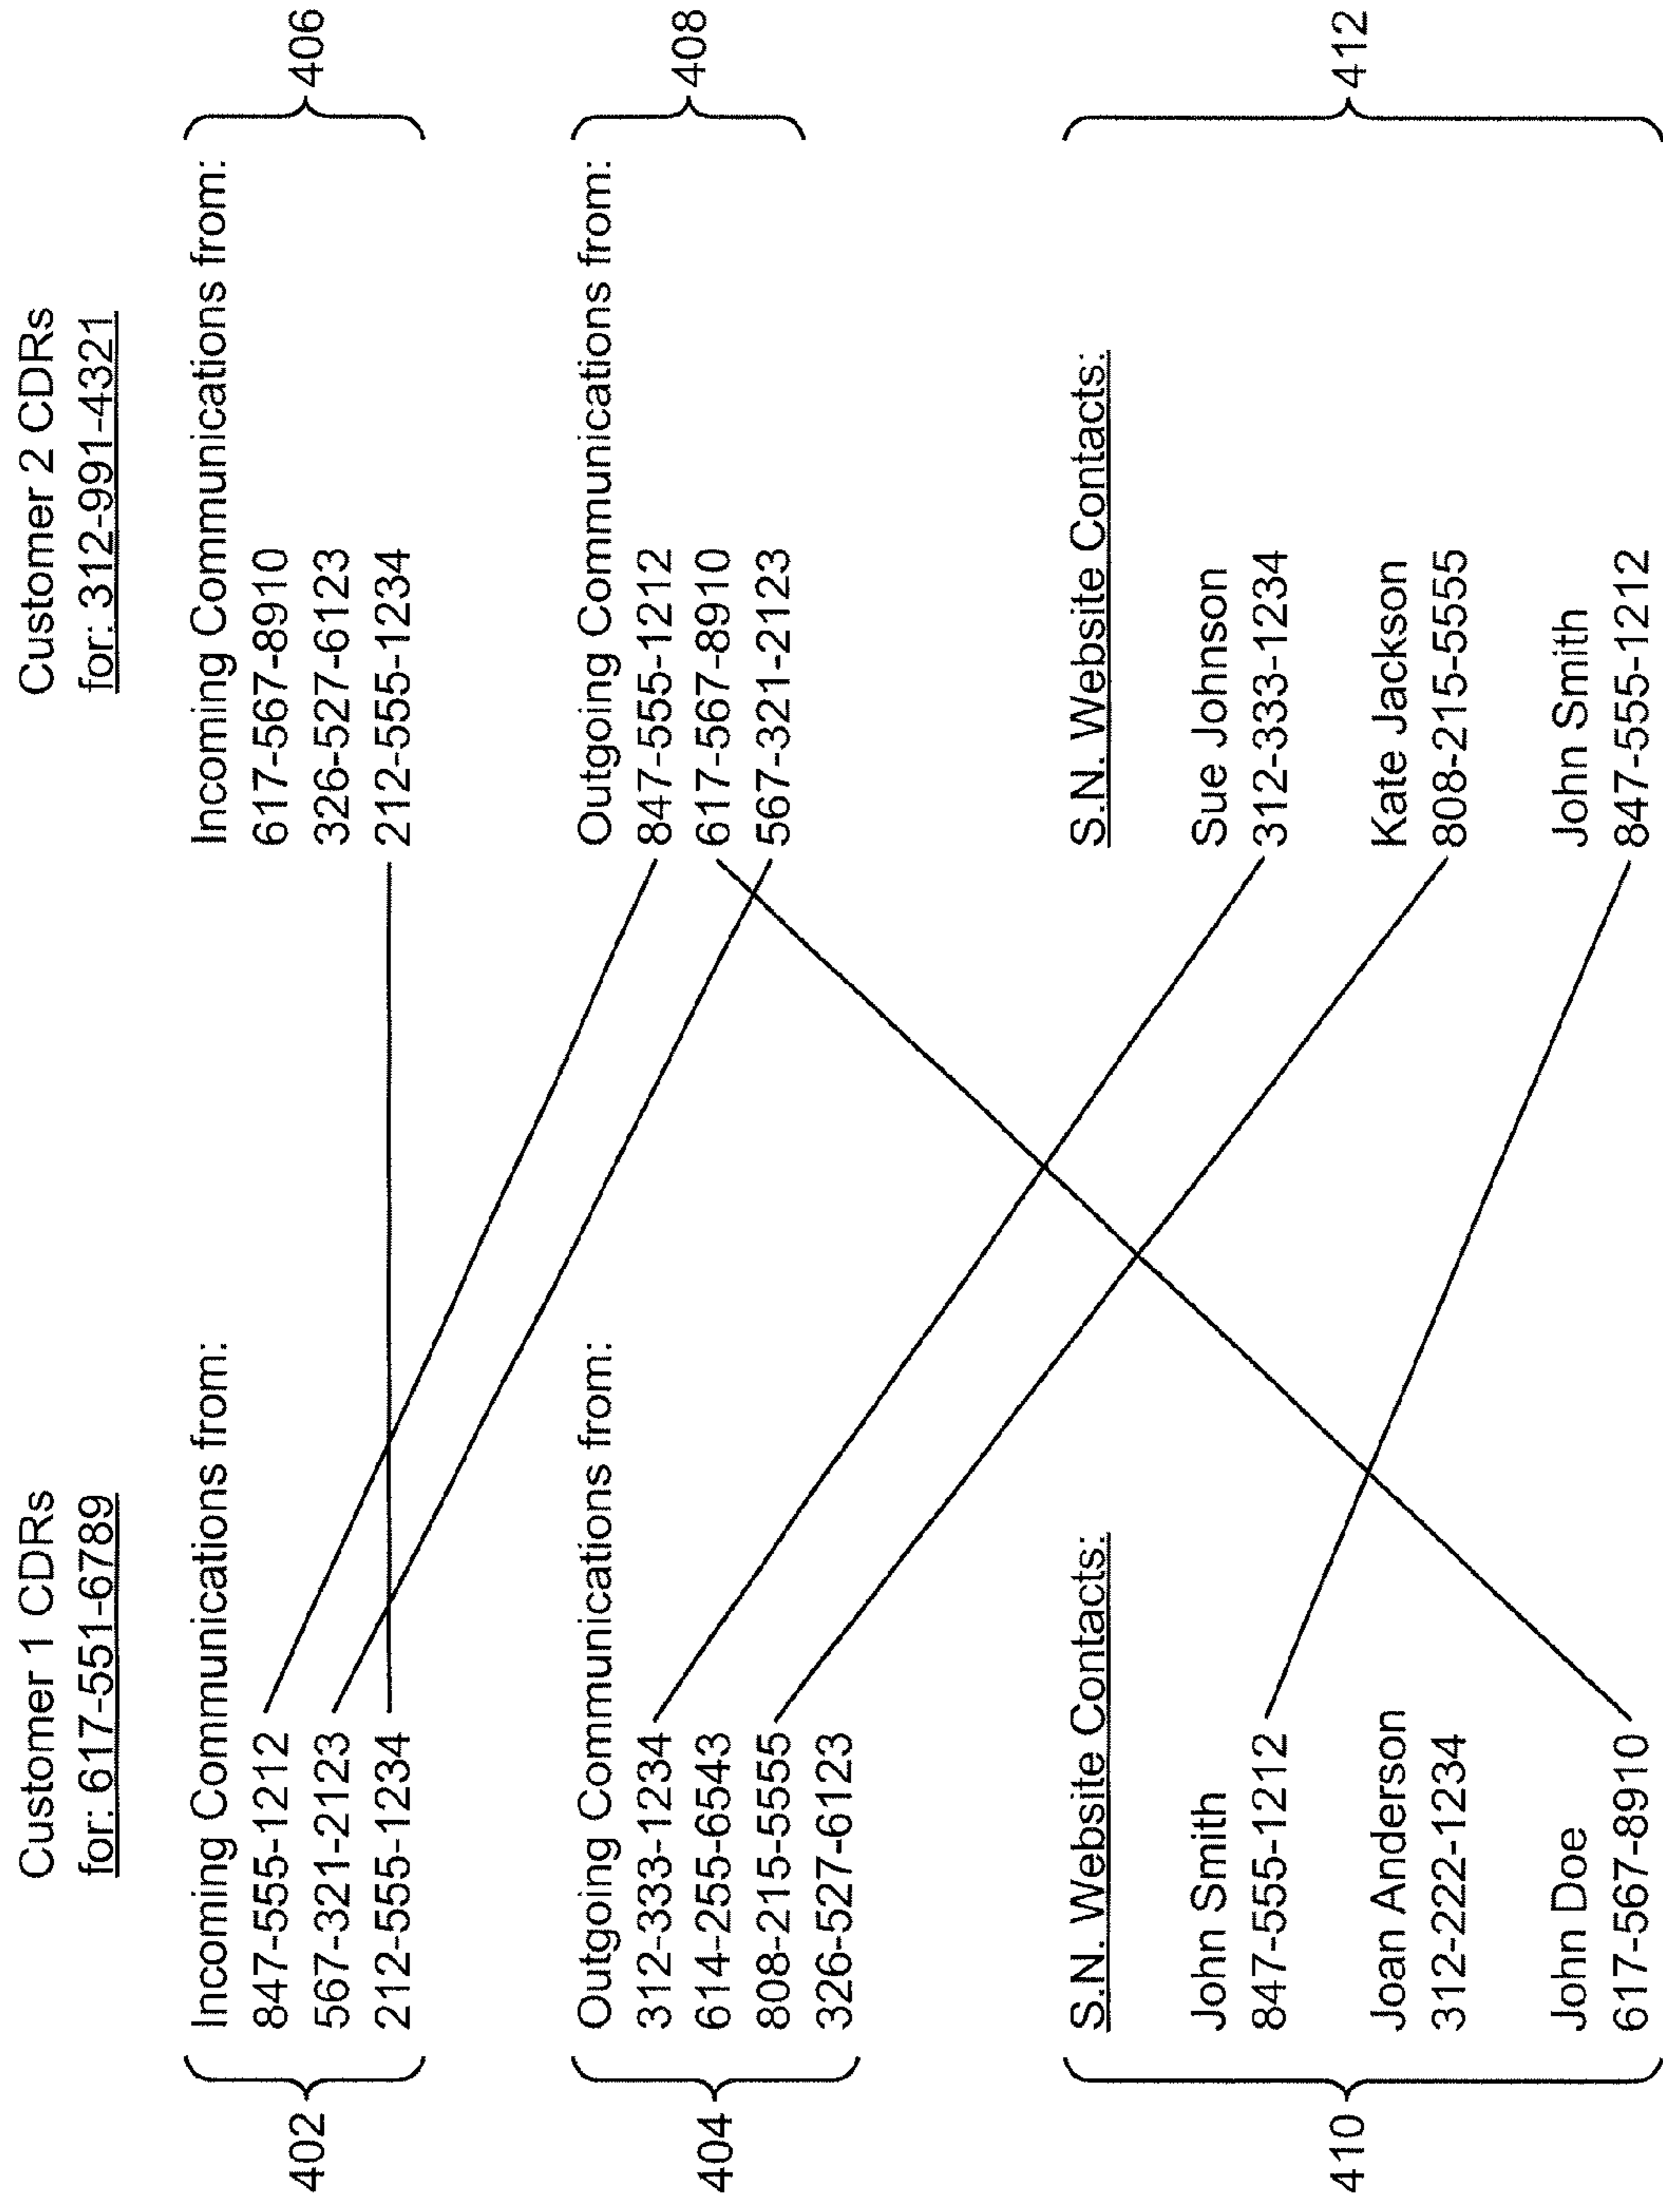 Customer 1 CDRs
for: 617-551-6789
402
Incoming Communications from:
847-555-1212
567-321-2123
212-555-1234
404
Outgoing Communications from:
312-333-1234
614-255-6543
808-215-5555
326-527-6123
410
S.N. Website Contacts:
John Smith
847-555-1212
Joan Anderson
312-222-1234
John Doe
617-567-8910
Customer 2 CDRs
for: 312-991-4321
Incoming Communications from:
617-567-8910
326-527-6123
212-555-1234
406
Outgoing Communications from:
847-555-1212
617-567-8910
567-321-2123
408
S.N. Website Contacts:
Sue Johnson
312-333-1234
Kate Jackson
808-215-5555
John Smith
847-555-1212
412